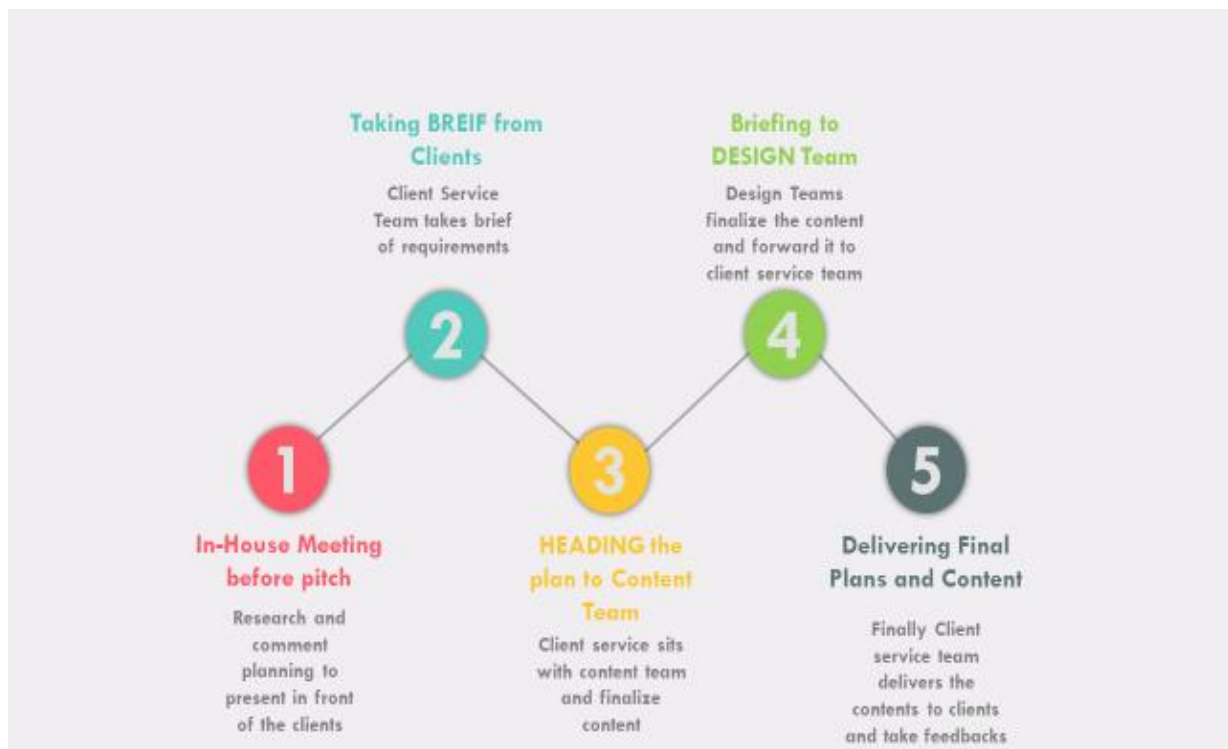 1
In-House Meeting
before pitch
Research and
comment
planning to
present in front
of the clients
Taking BREIF from
Clients
Client Service
Team takes brief
of requirements
2
3
HEADING the
plan to Content
Team
Client service sits
with content team
and finalize
content
Briefing to
DESIGN Team
Design Teams
finalize the content
and forward it to
client service team
4
5
Delivering Final
Plans and Content
Finally Client
service team
delivers the
contents to clients
and take feedbacks